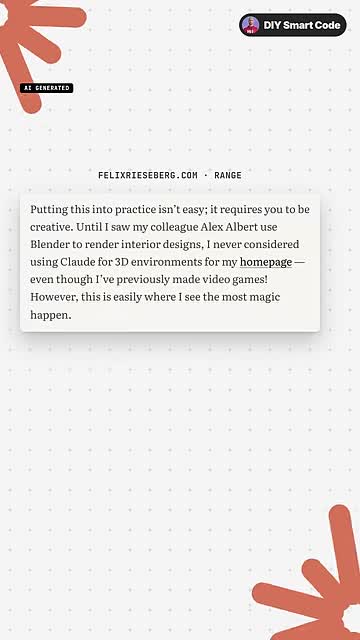 DIY Smart Code
AI GENERATED
FELIXRIESEBERG.COM · RANGE
Putting this into practice isn’t easy; it requires you to be
creative. Until I saw my colleague Alex Albert use
Blender to render interior designs, I never considered
using Claude for 3D environments for my homepage —
even though I’ve previously made video games!
However, this is easily where I see the most magic
happen.